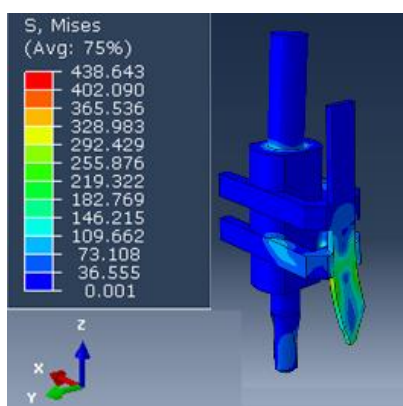 S, Mises
(Avg: 75%)
438.643
402.090
365.536
328.983
292.429
255.876
219.322
182.769
146.215
109.662
73.108
36.555
0.001
Z
X
Y